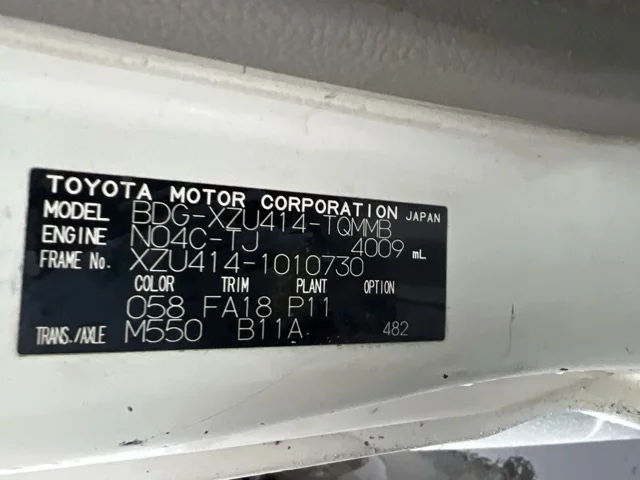 TOYOTA MOTOR CORPORATION JAPAN
MODEL BDG-XZU414-TQMMB
ENGINE N04C-TJ 4009 mL
FRAME No. XZU414-1010730
COLOR TRIM PLANT OPTION
058 FA18 P11
TRANS./AXLE M550 B11A 482